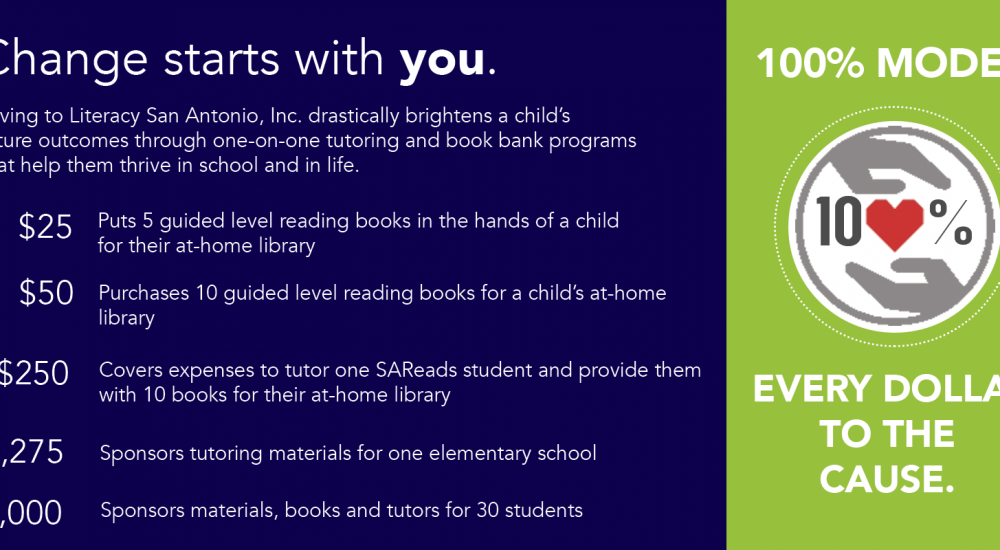 Change starts with you.
ving to Literacy San Antonio, Inc. drastically brightens a child's
ture outcomes through one-on-one tutoring and book bank programs
at help them thrive in school and in life.
$25 Puts 5 guided level reading books in the hands of a child
for their at-home library
$50 Purchases 10 guided level reading books for a child's at-home
library
$250 Covers expenses to tutor one SAReads student and provide them
with 10 books for their at-home library
,275 Sponsors tutoring materials for one elementary school
,000 Sponsors materials, books and tutors for 30 students
100% MODE
10 %
EVERY DOLLA
TO THE
CAUSE.